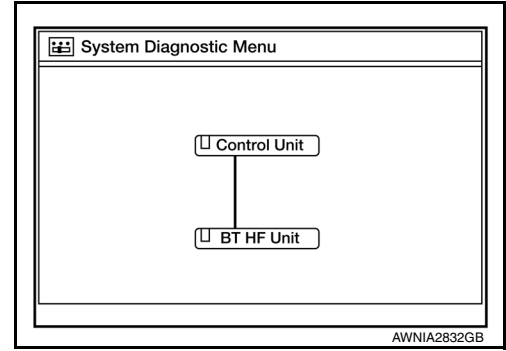 System Diagnostic Menu
Control Unit
BT HF Unit
AWNIA2832GB